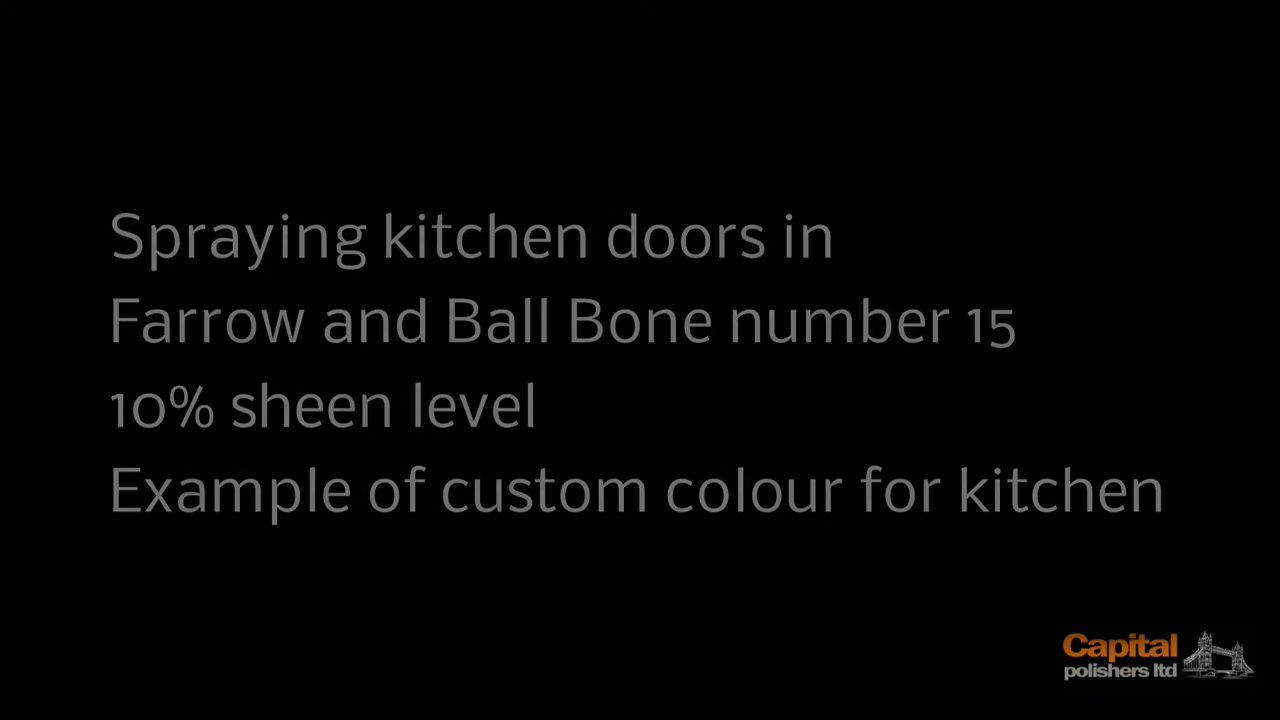 Spraying kitchen doors in
Farrow and Ball Bone number 15
10% sheen level
Example of custom colour for kitchen
Capital
polishers ltd